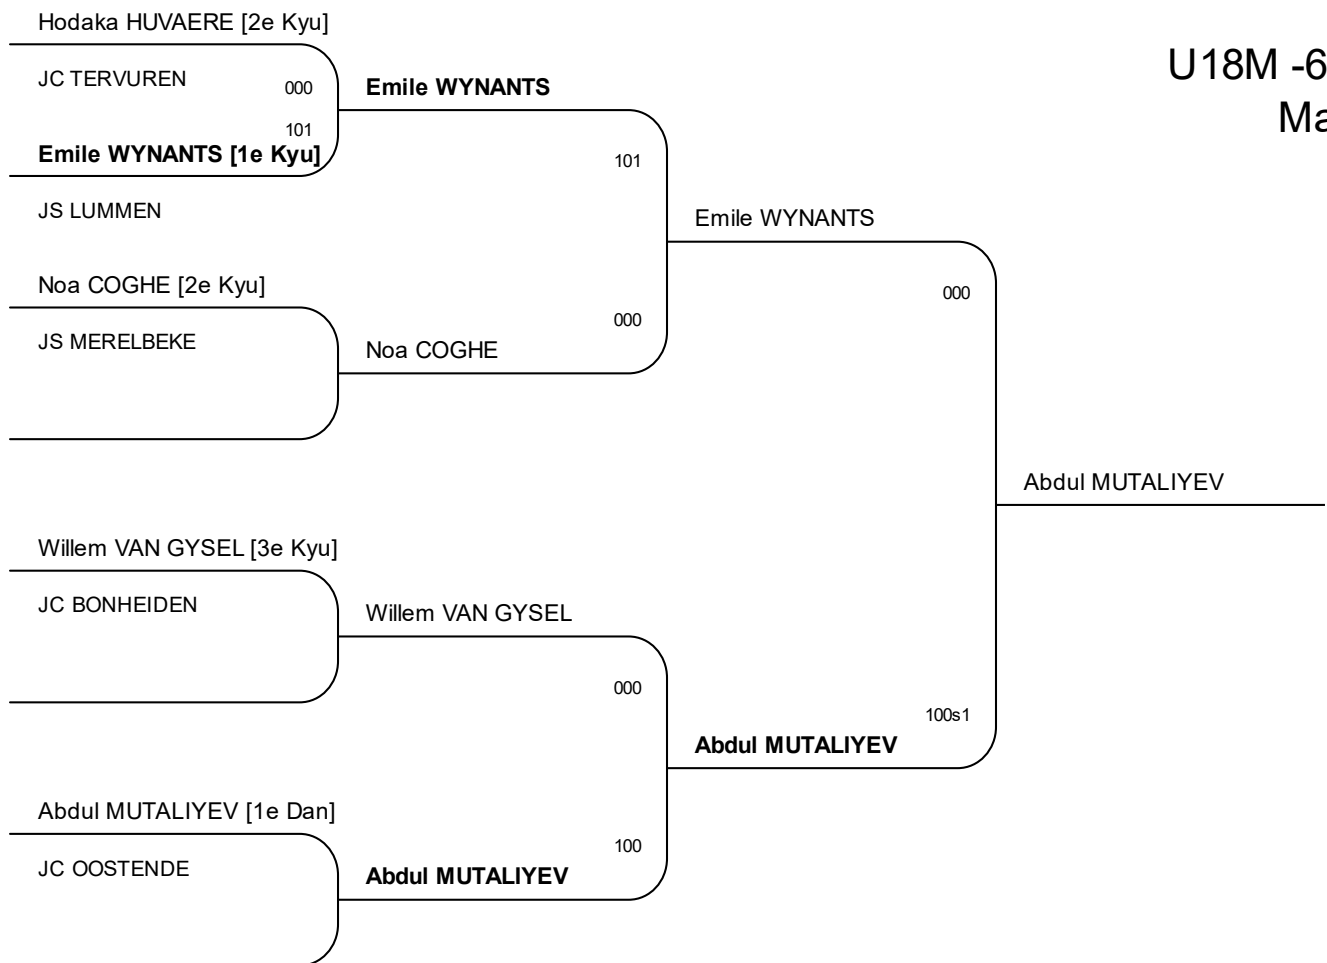 Hodaka HUVAERE [2e Kyu]
JC TERVUREN
000
101
Emile WYNANTS [1e Kyu]
JS LUMMEN
Noa COGHE [2e Kyu]
JS MERELBEKE
Willem VAN GYSEL [3e Kyu]
JC BONHEIDEN
Abdul MUTALIYEV [1e Dan]
JC OOSTENDE
Emile WYNANTS
101
000
Noa COGHE
Willem VAN GYSEL
000
100
Abdul MUTALIYEV
Emile WYNANTS
000
100s1
Abdul MUTALIYEV
Abdul MUTALIYEV
U18M -6
Ma